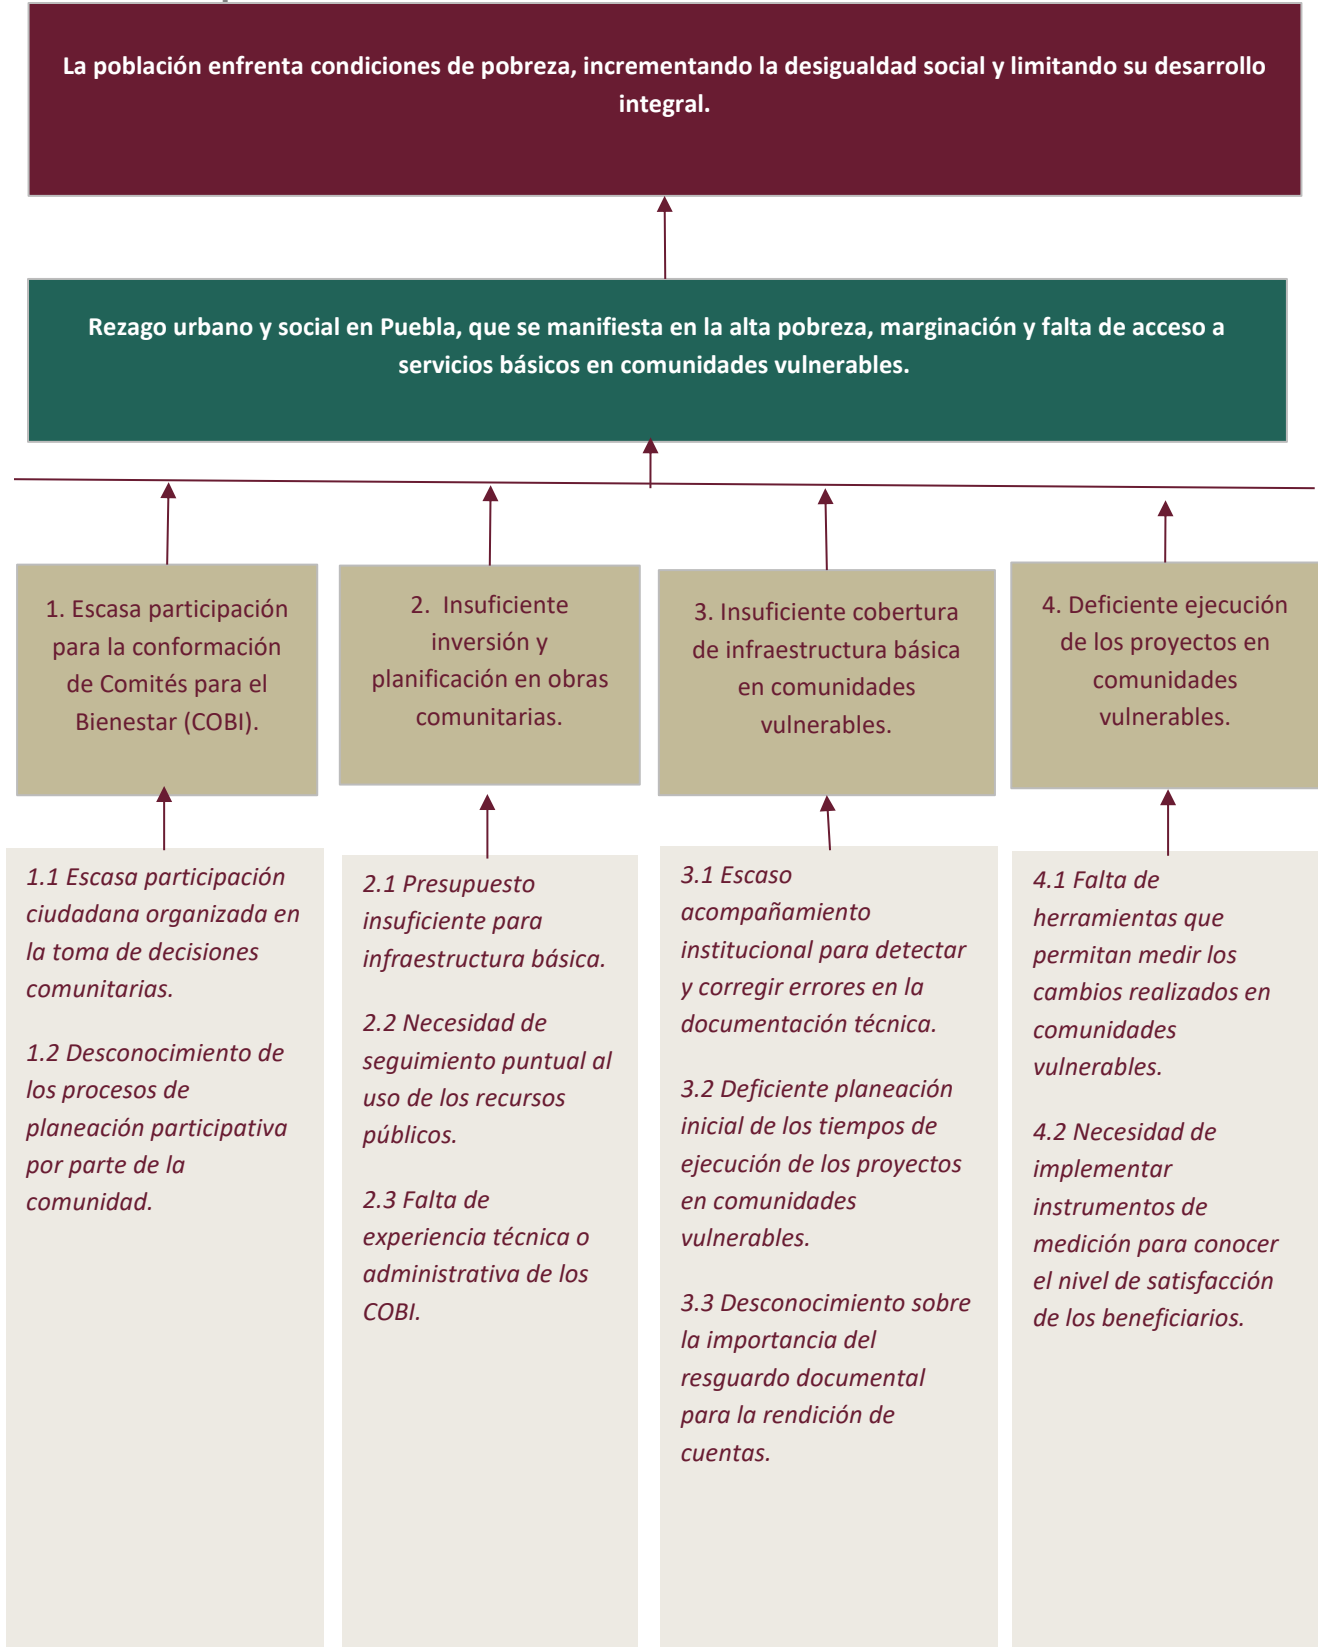 La población enfrenta condiciones de pobreza, incrementando la desigualdad social y limitando su desarrollo
integral.
Rezago urbano y social en Puebla, que se manifiesta en la alta pobreza, marginación y falta de acceso a
servicios básicos en comunidades vulnerables.
1. Escasa participación
para la conformación
de Comités para el
Bienestar (COBI).
2. Insuficiente
inversión y
planificación en obras
comunitarias.
3. Insuficiente cobertura
de infraestructura básica
en comunidades
vulnerables.
4. Deficiente ejecución
de los proyectos en
comunidades
vulnerables.
1.1 Escasa participación
ciudadana organizada en
la toma de decisiones
comunitarias.
1.2 Desconocimiento de
los procesos de
planeación participativa
por parte de la
comunidad.
2.1 Presupuesto
insuficiente para
infraestructura básica.
2.2 Necesidad de
seguimiento puntual al
uso de los recursos
públicos.
2.3 Falta de
experiencia técnica o
administrativa de los
COBI.
3.1 Escaso
acompañamiento
institucional para detectar
y corregir errores en la
documentación técnica.
3.2 Deficiente planeación
inicial de los tiempos de
ejecución de los proyectos
en comunidades
vulnerables.
3.3 Desconocimiento sobre
la importancia del
resguardo documental
para la rendición de
cuentas.
4.1 Falta de
herramientas que
permitan medir los
cambios realizados en
comunidades
vulnerables.
4.2 Necesidad de
implementar
instrumentos de
medición para conocer
el nivel de satisfacción
de los beneficiarios.